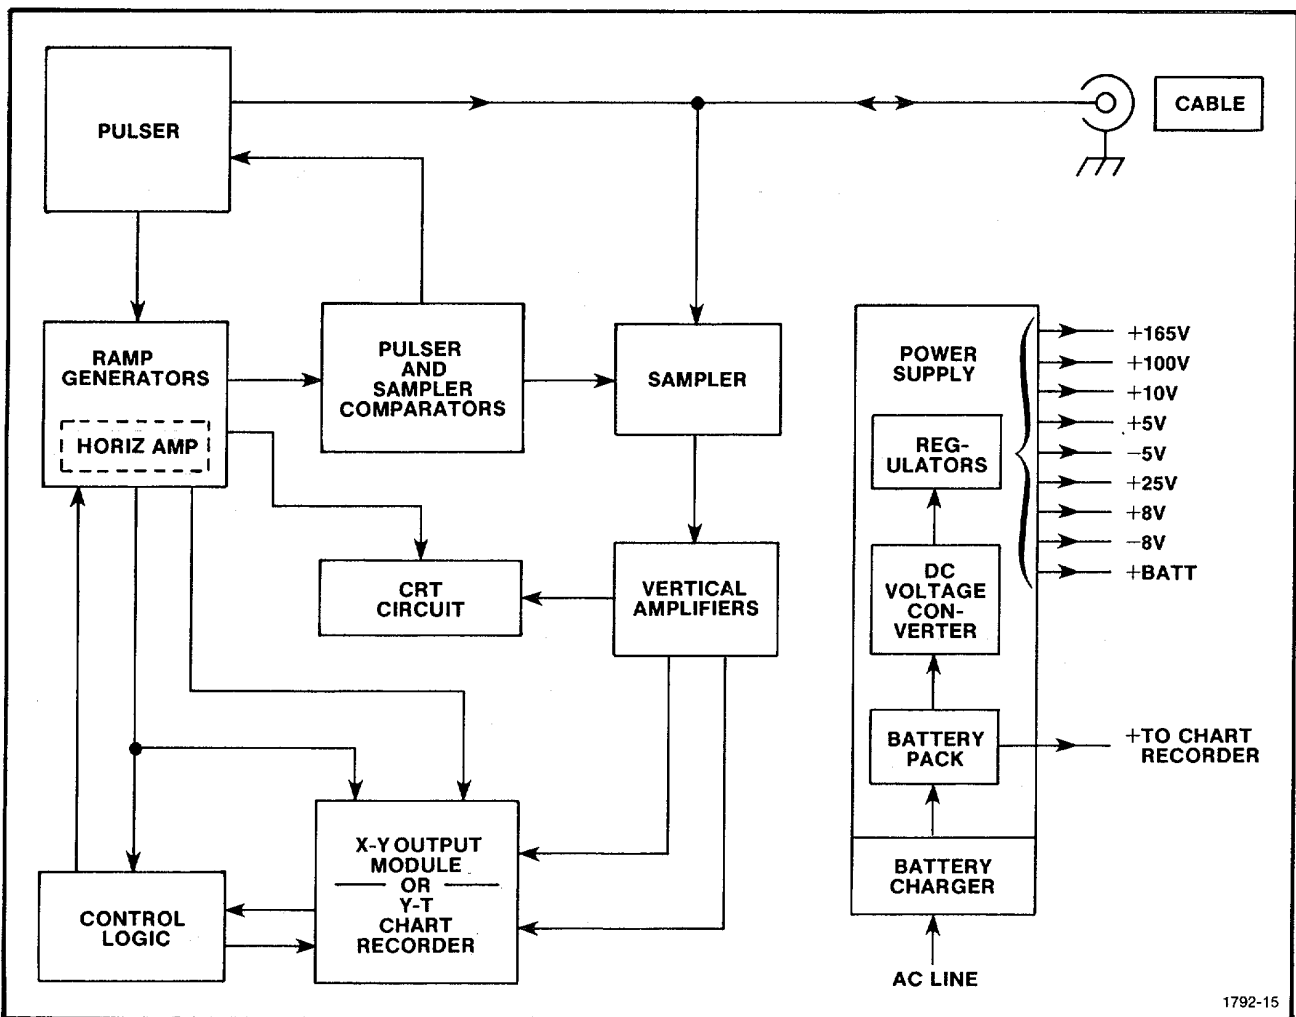 PULSER
CABLE
RAMP
GENERATORS
HORIZ AMP
PULSER
AND
SAMPLER
COMPARATORS
SAMPLER
CRT
CIRCUIT
VERTICAL
AMPLIFIERS
X-Y OUTPUT
MODULE
OR
Y-T
CHART
RECORDER
CONTROL
LOGIC
POWER
SUPPLY
REG-
ULATORS
DC
VOLTAGE
CON-
VERTER
BATTERY
PACK
BATTERY
CHARGER
AC LINE
+165V
+100V
+10V
+5V
−5V
+25V
+8V
−8V
+BATT
+TO CHART
RECORDER
1792-15